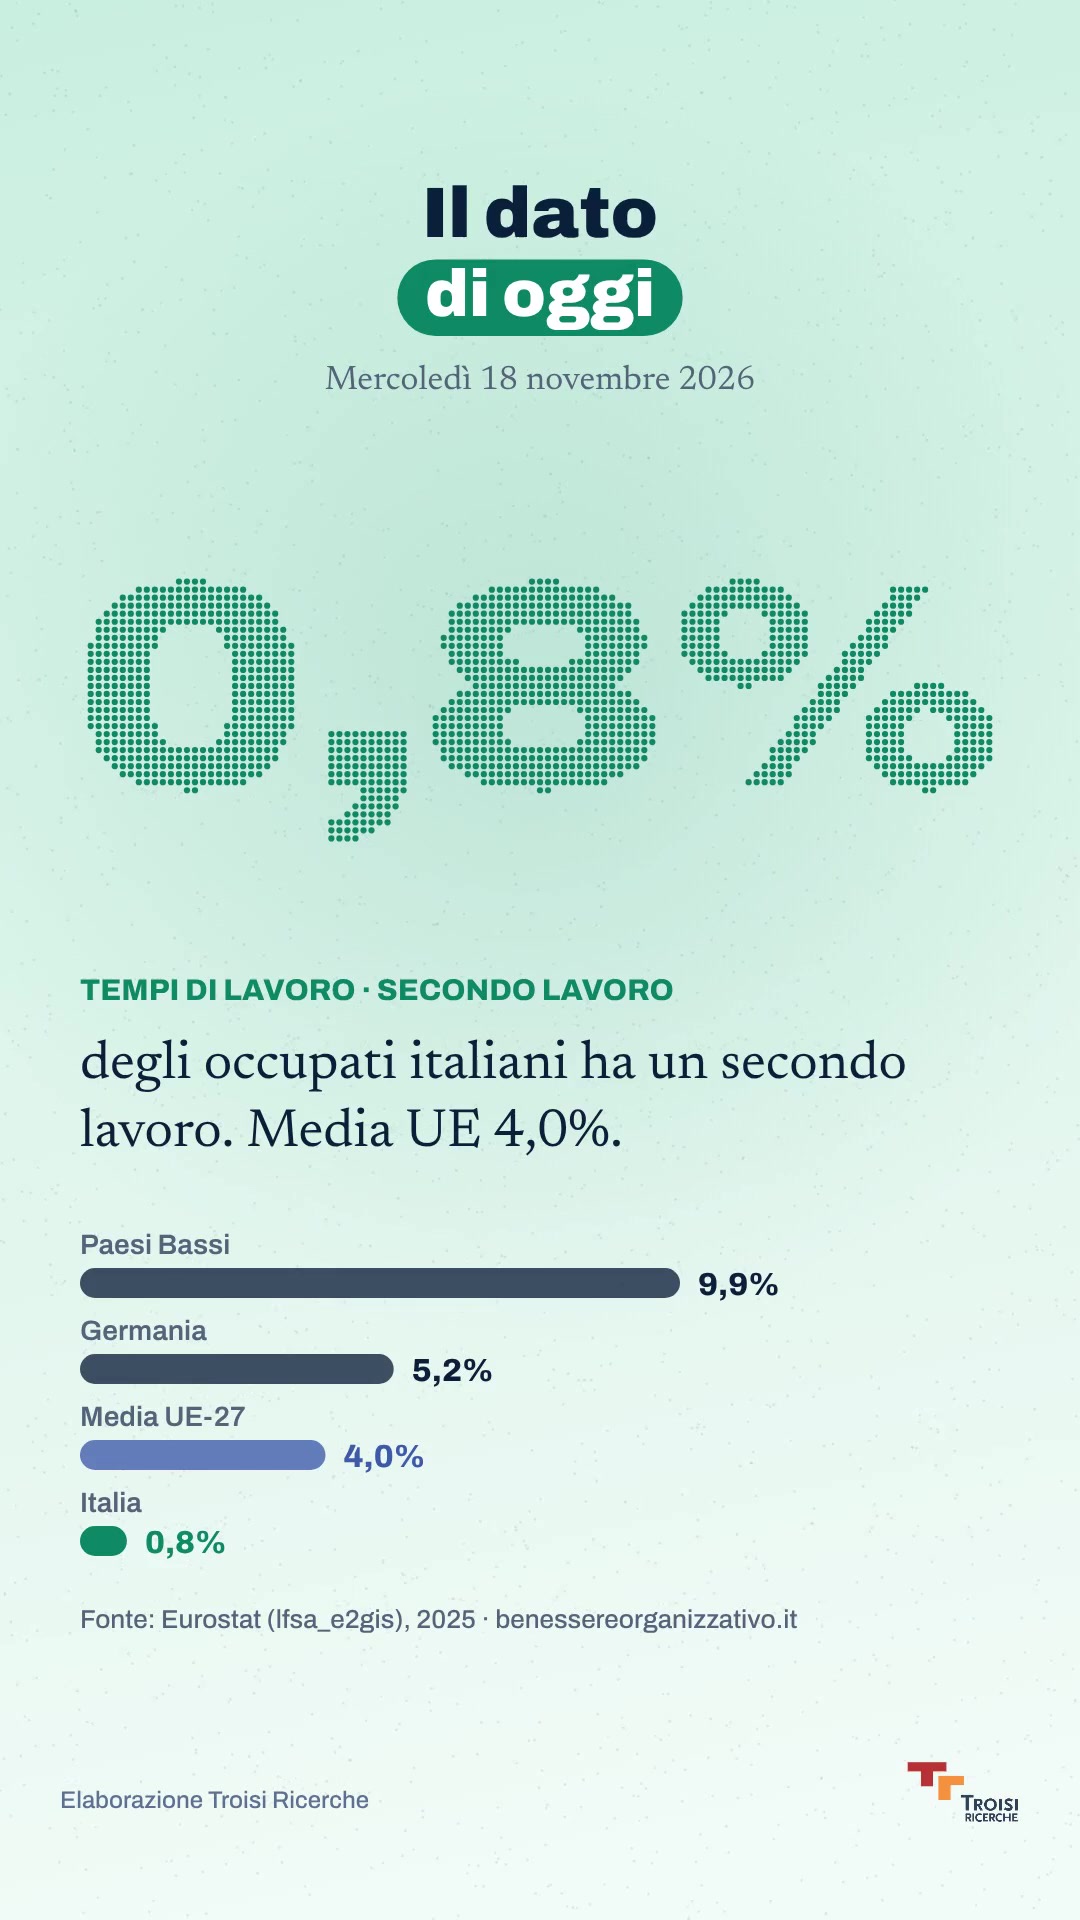 Il dato
di oggi
Mercoledì 18 novembre 2026
0,8%
TEMPI DI LAVORO · SECONDO LAVORO
degli occupati italiani ha un secondo
lavoro. Media UE 4,0%.
Paesi Bassi
9,9%
Germania
5,2%
Media UE-27
4,0%
Italia
0,8%
Fonte: Eurostat (lfsa_e2gis), 2025 · benessereorganizzativo.it
Elaborazione Troisi Ricerche
TROISI
RICERCHE